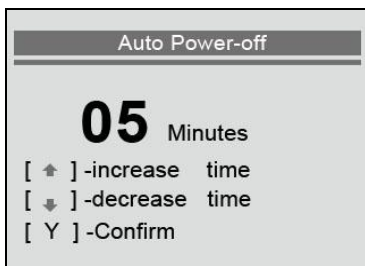 Auto Power-off
05 Minutes
[ ⬆ ] -increase time
[ ⬇ ] -decrease time
[ Y ] -Confirm